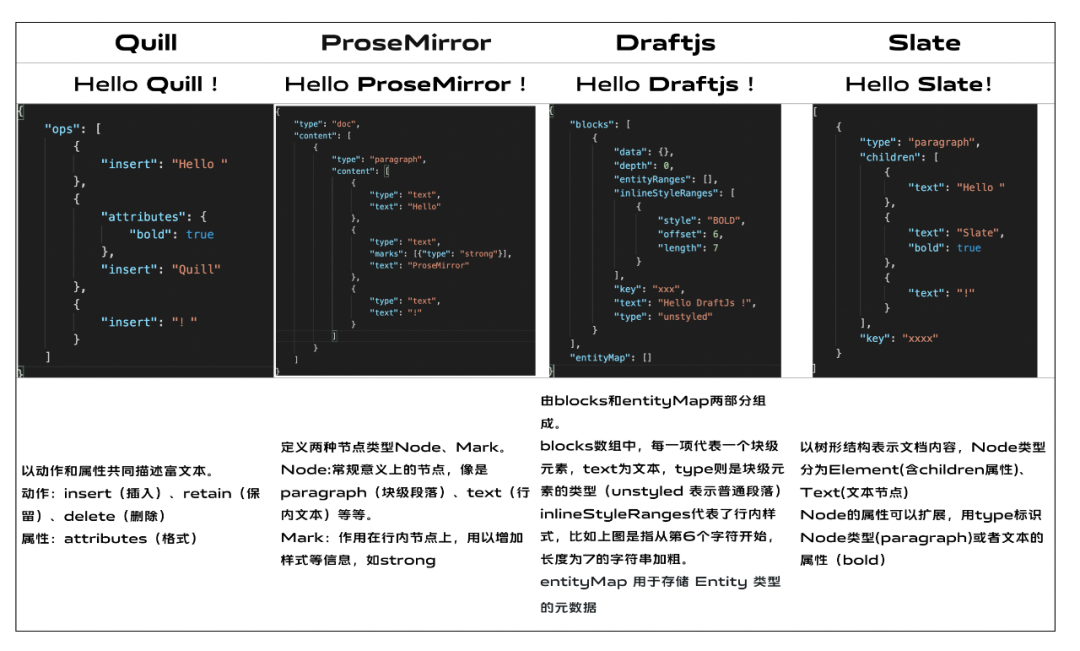 Quill
ProseMirror
Draftjs
Slate
Hello Quill !
Hello ProseMirror !
Hello Draftjs !
Hello Slate!
{
"ops": [
{
"insert": "Hello "
},
{
"attributes": {
"bold": true
},
"insert": "Quill"
},
{
"insert": "! "
}
]
}
{
"type": "doc",
"content": [
{
"type": "paragraph",
"content": [
{
"type": "text",
"text": "Hello"
},
{
"type": "text",
"marks": [{"type": "strong"}],
"text": "ProseMirror"
},
{
"type": "text",
"text": "!"
}
]
}
]
}
{
"blocks": [
{
"data": {},
"depth": 0,
"entityRanges": [],
"inlineStyleRanges": [
{
"style": "BOLD",
"offset": 6,
"length": 7
}
],
"key": "xxx",
"text": "Hello DraftJs !",
"type": "unstyled"
}
],
"entityMap": []
}
[
{
"type": "paragraph",
"children": [
{
"text": "Hello "
},
{
"text": "Slate",
"bold": true
},
{
"text": "!"
}
],
"key": "xxxx"
}
]
以动作和属性共同描述富文本。
动作：insert（插入）、retain（保
留）、delete（删除）
属性：attributes（格式）
定义两种节点类型Node、Mark。
Node:常规意义上的节点，像是
paragraph（块级段落）、text（行
内文本）等等。
Mark：作用在行内节点上，用以增加
样式等信息，如strong
由blocks和entityMap两部分组
成。
blocks数组中，每一项代表一个块级
元素，text为文本，type则是块级元
素的类型（unstyled 表示普通段落）
inlineStyleRanges代表了行内样
式，比如上图是指从第6个字符开始，
长度为7的字符串加粗。
entityMap 用于存储 Entity 类型
的元数据
以树形结构表示文档内容，Node类型
分为Element(含children属性)、
Text(文本节点)
Node的属性可以扩展，用type标识
Node类型(paragraph)或者文本的
属性（bold）